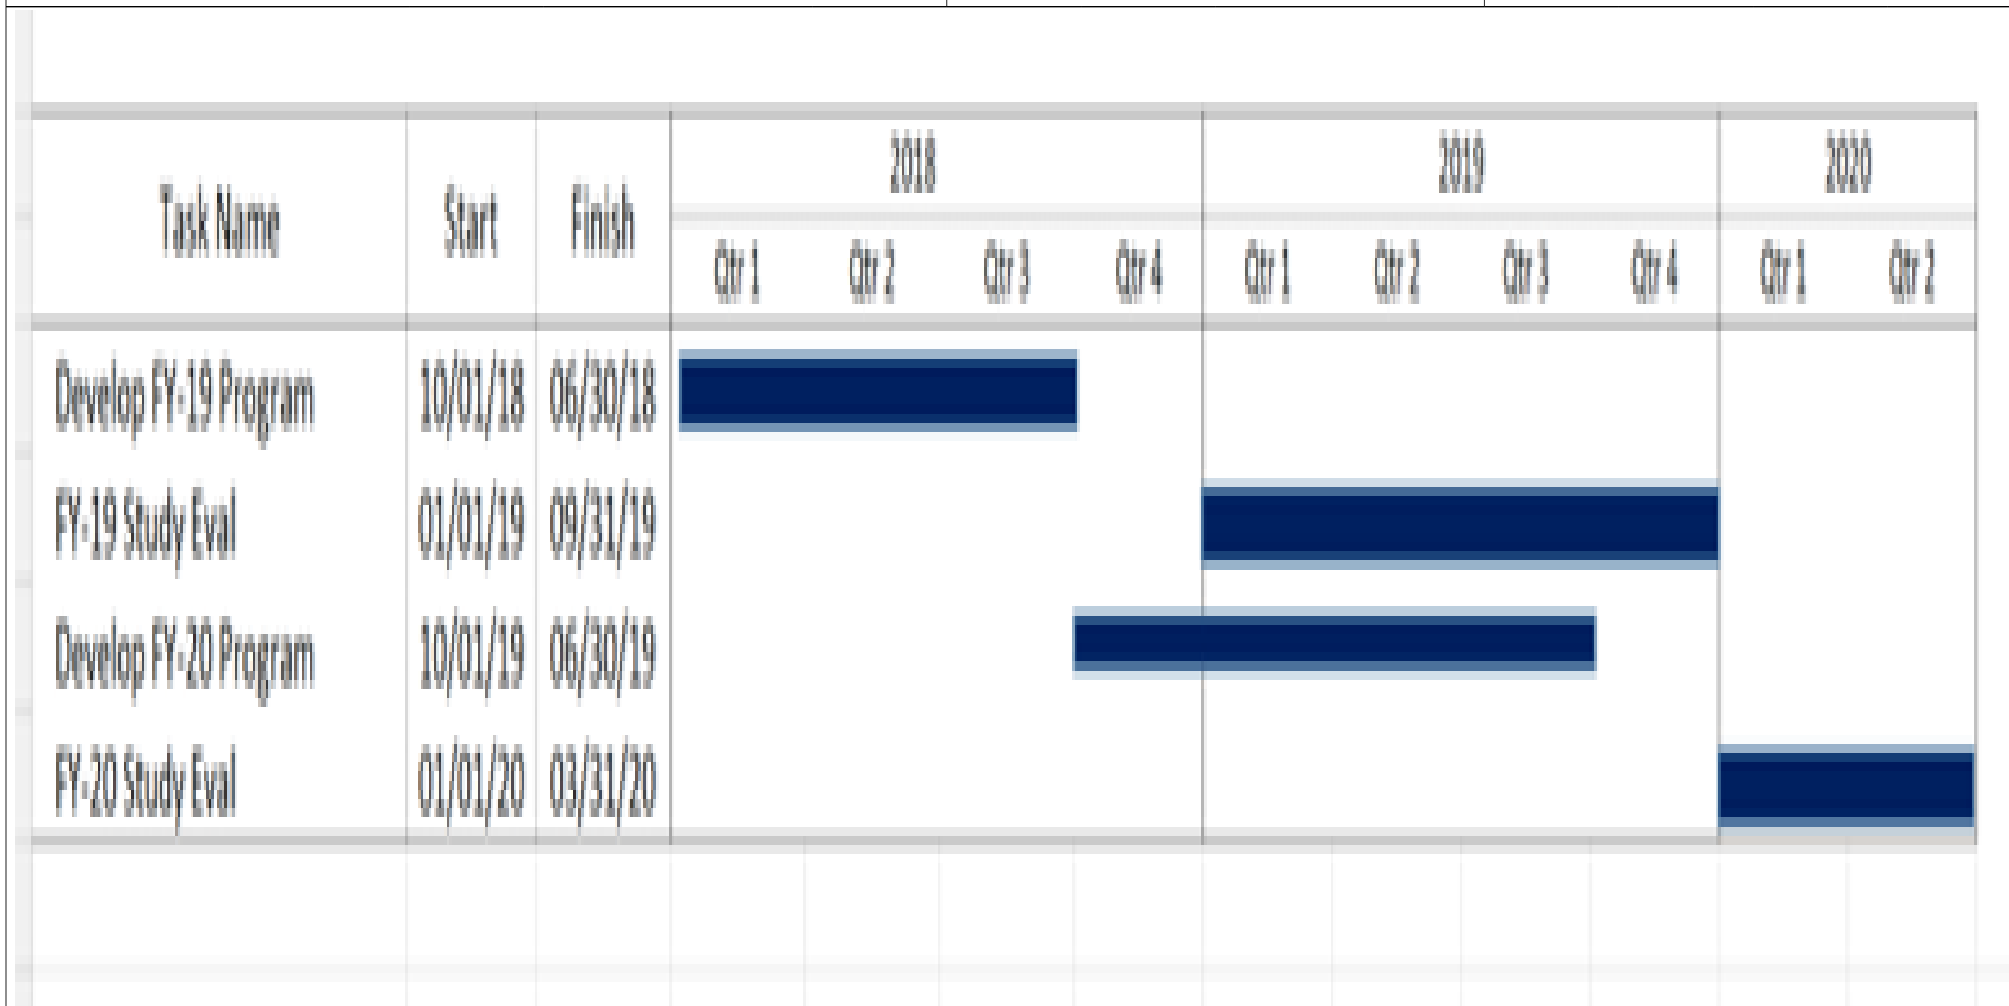 2018 2019 2020
Task Name Start Finish
Qtr 1 Qtr 2 Qtr 3 Qtr 4 Qtr 1 Qtr 2 Qtr 3 Qtr 4 Qtr 1 Qtr 2
Develop FY-19 Program 10/01/18 06/30/18
FY-19 Study Eval 01/01/19 09/31/19
Develop FY-20 Program 10/01/19 06/30/19
FY-20 Study Eval 01/01/20 03/31/20